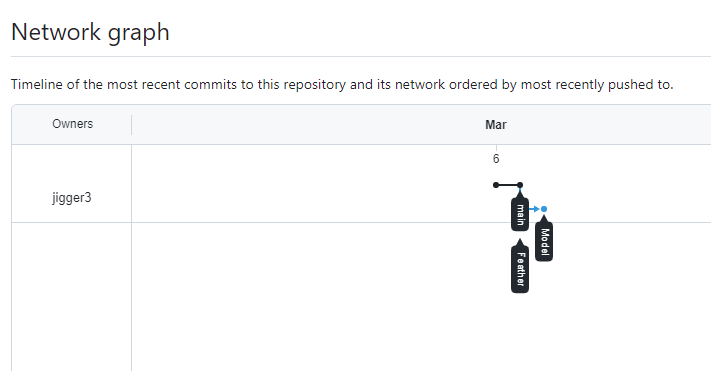 Network graph
Timeline of the most recent commits to this repository and its network ordered by most recently pushed to.
Owners
Mar
6
jigger3
main
Model
Feather